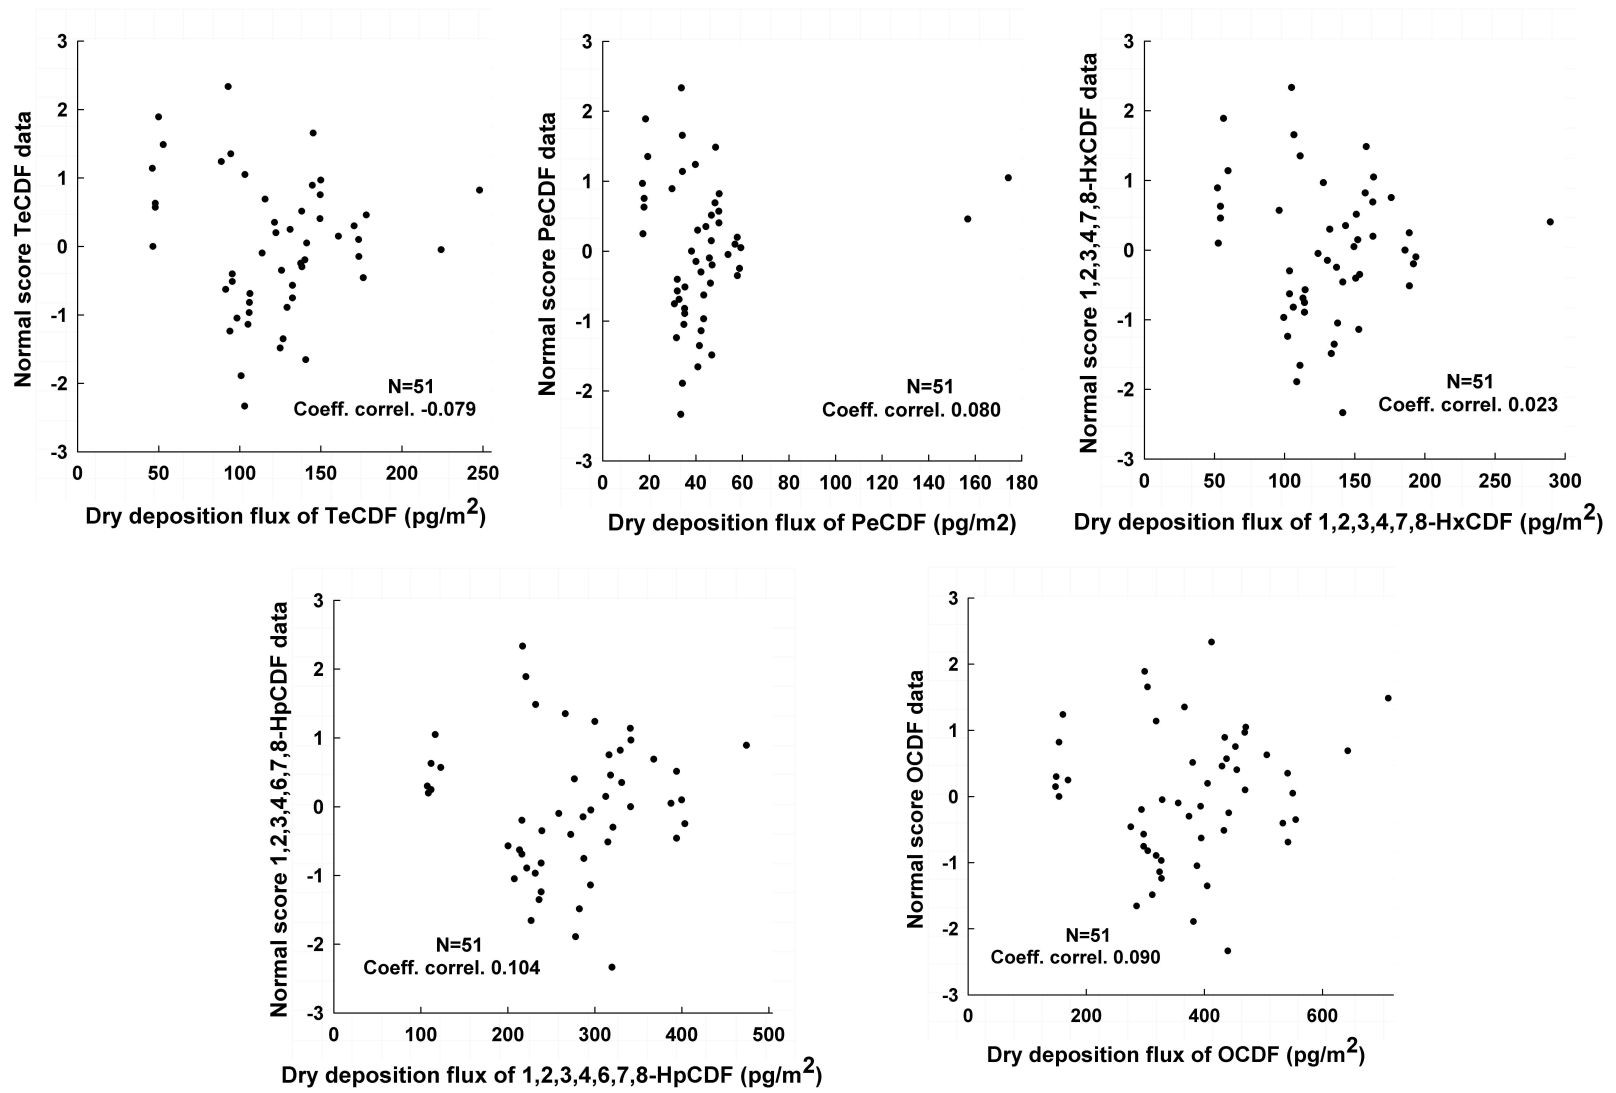 Normal score TeCDF data
3
2
1
0
-1
-2
-3
N=51
Coeff. correl. -0.079
0 50 100 150 200 250
Dry deposition flux of TeCDF (pg/m2)
Normal score PeCDF data
3
2
1
0
-1
-2
-3
N=51
Coeff. correl. 0.080
0 20 40 60 80 100 120 140 160 180
Dry deposition flux of PeCDF (pg/m2)
Normal score 1,2,3,4,7,8-HxCDF data
3
2
1
0
-1
-2
-3
N=51
Coeff. correl. 0.023
0 50 100 150 200 250 300
Dry deposition flux of 1,2,3,4,7,8-HxCDF (pg/m2)
Normal score 1,2,3,4,6,7,8-HpCDF data
3
2
1
0
-1
-2
-3
N=51
Coeff. correl. 0.104
0 100 200 300 400 500
Dry deposition flux of 1,2,3,4,6,7,8-HpCDF (pg/m2)
Normal score OCDF data
3
2
1
0
-1
-2
-3
N=51
Coeff. correl. 0.090
0 200 400 600
Dry deposition flux of OCDF (pg/m2)